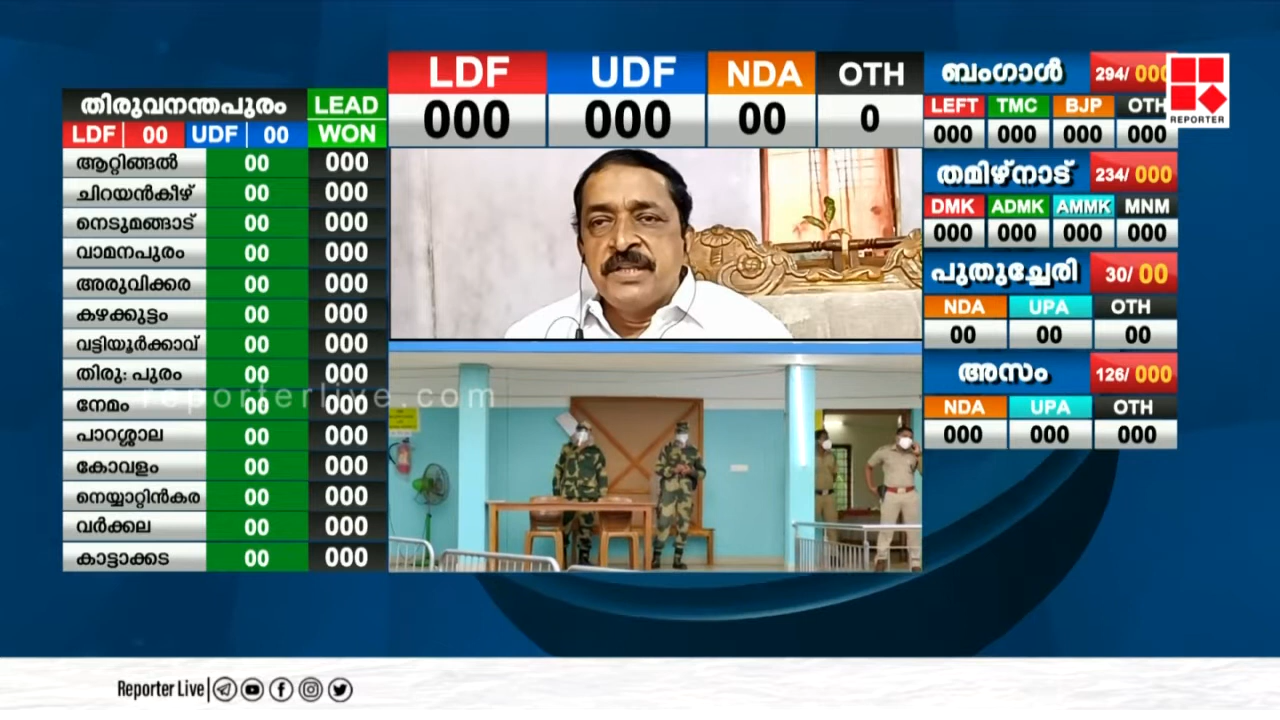 LDF UDF NDA OTH
000 000 00 0
തിരുവനന്തപുരം LEAD
LDF 00 UDF 00 WON
ആറ്റിങ്ങൽ 00 000
ചിറയൻകീഴ് 00 000
നെടുമങ്ങാട് 00 000
വാമനപുരം 00 000
അരുവിക്കര 00 000
കഴക്കുട്ടം 00 000
വട്ടിയൂർക്കാവ് 00 000
തിരു: പുരം 00 000
നേമം 00 000
പാറശ്ശാല 00 000
കോവളം 00 000
നെയ്യാറ്റിൻകര 00 000
വർക്കല 00 000
കാട്ടാക്കട 00 000
reporterlive.com
ബംഗാൾ 294/ 000
LEFT TMC BJP OTH
000 000 000 000
തമിഴ്നാട് 234/ 000
DMK ADMK AMMK MNM
000 000 000 000
പുതുച്ചേരി 30/ 00
NDA UPA OTH
00 00 00
അസം 126/ 000
NDA UPA OTH
000 000 000
REPORTER
Reporter Live